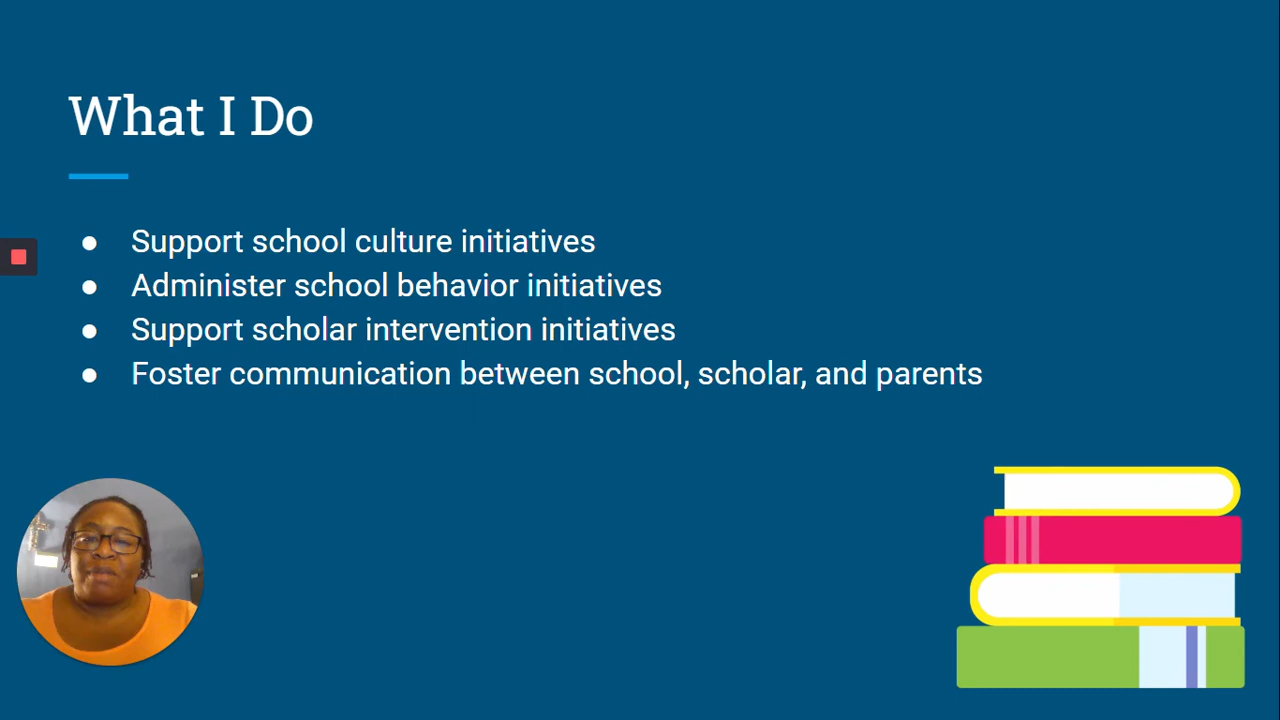 What I Do
● Support school culture initiatives
● Administer school behavior initiatives
● Support scholar intervention initiatives
● Foster communication between school, scholar, and parents